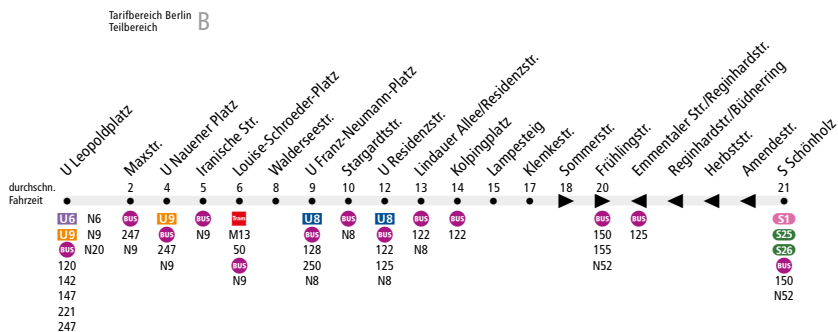 Tarifbereich Berlin
Teilbereich
B
U Leopoldplatz
Maxstr.
U Nauener Platz
Iranische Str.
Louise-Schroeder-Platz
Walderseestr.
U Franz-Neumann-Platz
Stargardtstr.
U Residenzstr.
Lindauer Allee/Residenzstr.
Kolpingplatz
Lampesteig
Klemkestr.
Sommerstr.
Frühlingstr.
Emmentaler Str./Reginhardstr.
Reginhardstr./Büdnerring
Herbststr.
Amendestr.
S Schönholz
durchschn. 2 4 5 6 8 9 10 12 13 14 15 17 18 20 21
Fahrzeit
U6 N6 BUS U9 BUS Tram U8 BUS U8 BUS BUS BUS BUS S1
U9 N9 247 BUS N9 M13 BUS N8 BUS 122 122 150 125 S25
BUS N20 N9 247 50 128 122 N8 155 S26
120 N9 BUS 250 125 N52 BUS
142 N9 N8 N8 150
147 N52
221
247